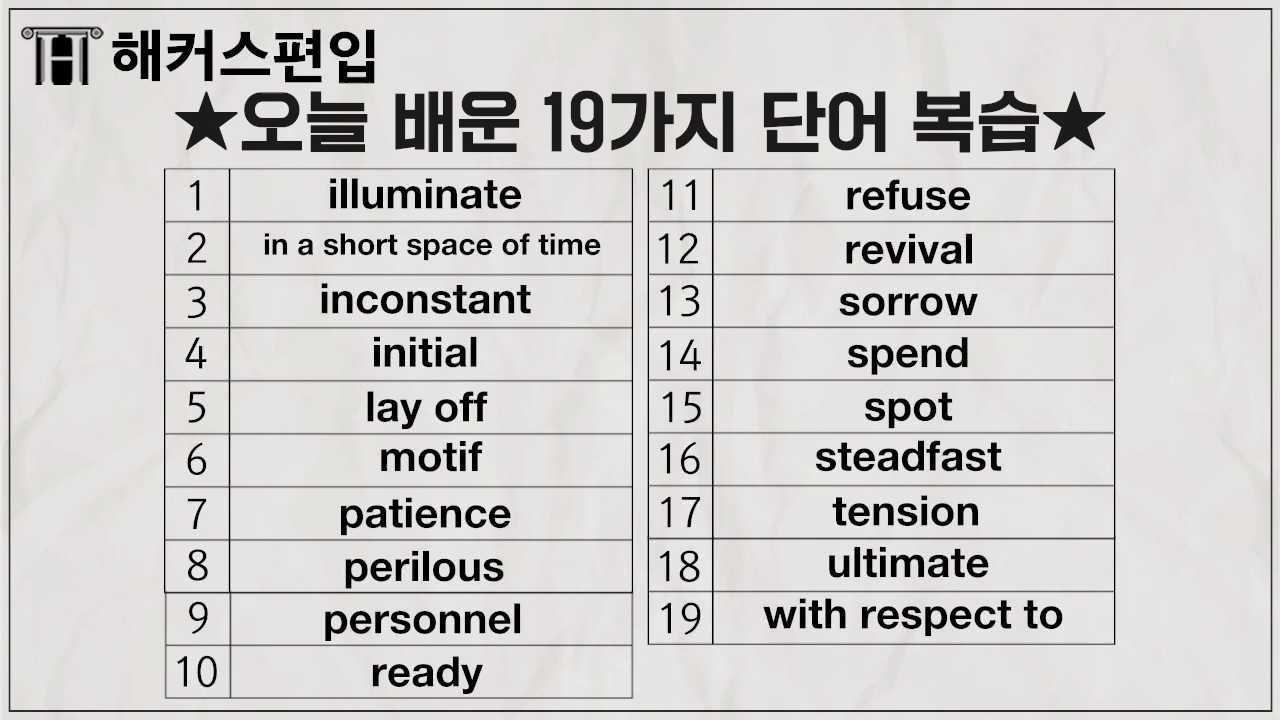 해커스편입
★오늘 배운 19가지 단어 복습★
1 illuminate
2 in a short space of time
3 inconstant
4 initial
5 lay off
6 motif
7 patience
8 perilous
9 personnel
10 ready
11 refuse
12 revival
13 sorrow
14 spend
15 spot
16 steadfast
17 tension
18 ultimate
19 with respect to